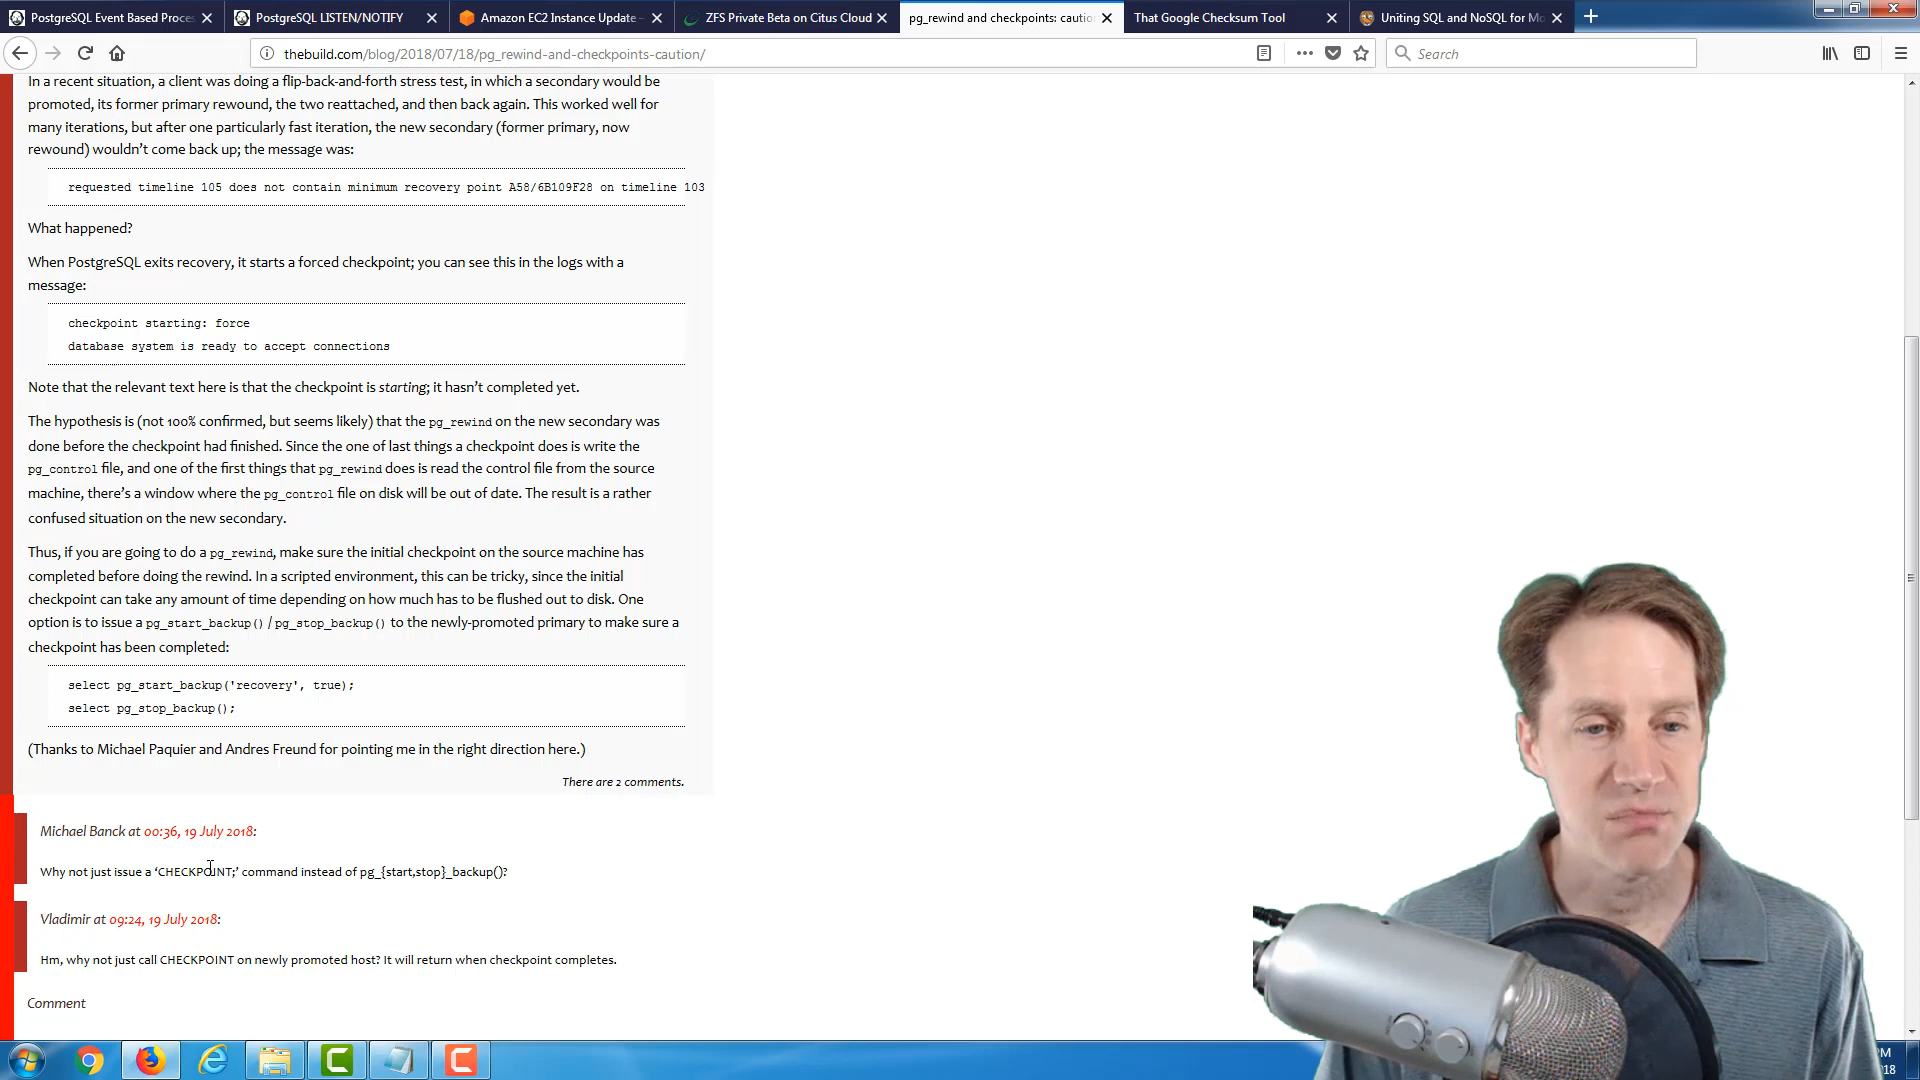 PostgreSQL Event Based Proces
PostgreSQL LISTEN/NOTIFY
Amazon EC2 Instance Update –
ZFS Private Beta on Citus Cloud
pg_rewind and checkpoints: cautio
That Google Checksum Tool
Uniting SQL and NoSQL for Mo
thebuild.com/blog/2018/07/18/pg_rewind-and-checkpoints-caution/
Search
In a recent situation, a client was doing a flip-back-and-forth stress test, in which a secondary would be
promoted, its former primary rewound, the two reattached, and then back again. This worked well for
many iterations, but after one particularly fast iteration, the new secondary (former primary, now
rewound) wouldn’t come back up; the message was:
requested timeline 105 does not contain minimum recovery point A58/6B109F28 on timeline 103
What happened?
When PostgreSQL exits recovery, it starts a forced checkpoint; you can see this in the logs with a
message:
checkpoint starting: force
database system is ready to accept connections
Note that the relevant text here is that the checkpoint is starting; it hasn’t completed yet.
The hypothesis is (not 100% confirmed, but seems likely) that the pg_rewind on the new secondary was
done before the checkpoint had finished. Since the one of last things a checkpoint does is write the
pg_control file, and one of the first things that pg_rewind does is read the control file from the source
machine, there’s a window where the pg_control file on disk will be out of date. The result is a rather
confused situation on the new secondary.
Thus, if you are going to do a pg_rewind, make sure the initial checkpoint on the source machine has
completed before doing the rewind. In a scripted environment, this can be tricky, since the initial
checkpoint can take any amount of time depending on how much has to be flushed out to disk. One
option is to issue a pg_start_backup() / pg_stop_backup() to the newly-promoted primary to make sure a
checkpoint has been completed:
select pg_start_backup('recovery', true);
select pg_stop_backup();
(Thanks to Michael Paquier and Andres Freund for pointing me in the right direction here.)
There are 2 comments.
Michael Banck at 00:36, 19 July 2018:
Why not just issue a ‘CHECKPOINT;’ command instead of pg_{start,stop}_backup()?
Vladimir at 09:24, 19 July 2018:
Hm, why not just call CHECKPOINT on newly promoted host? It will return when checkpoint completes.
Comment
PM
018